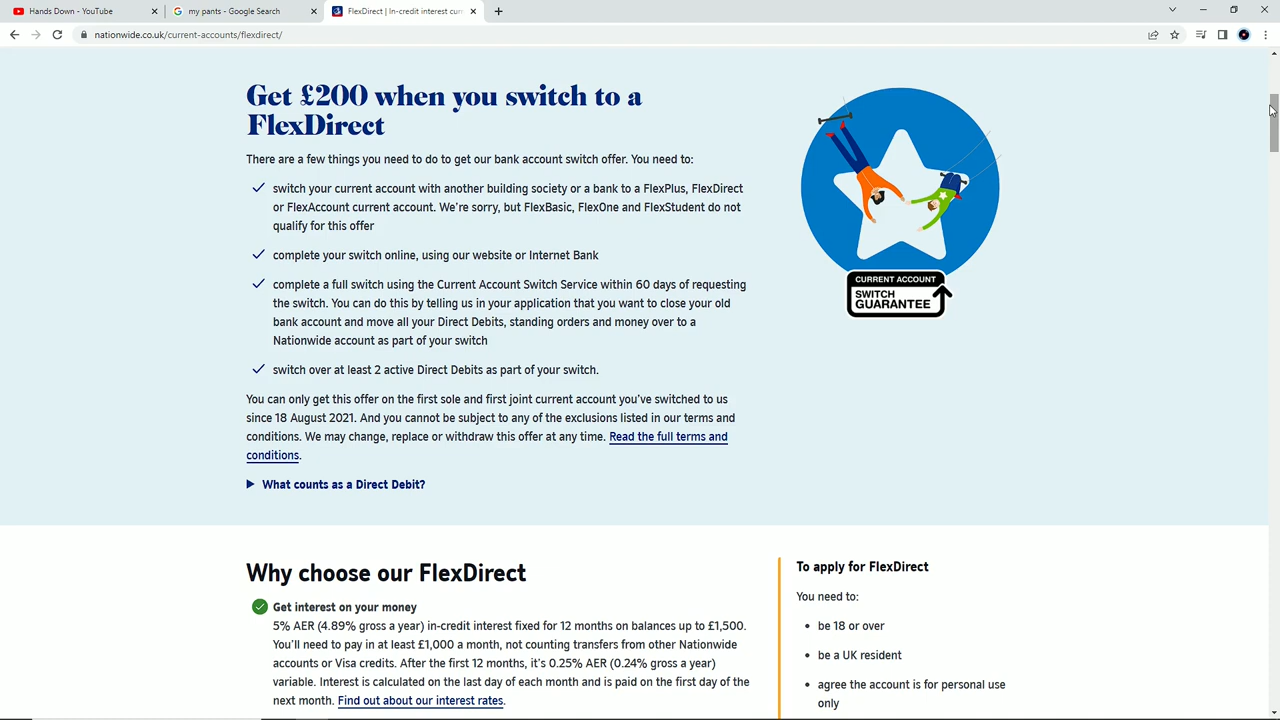 Hands Down - YouTube
my pants - Google Search
FlexDirect | In-credit interest curr
nationwide.co.uk/current-accounts/flexdirect/
Get £200 when you switch to a
FlexDirect
There are a few things you need to do to get our bank account switch offer. You need to:
switch your current account with another building society or a bank to a FlexPlus, FlexDirect
or FlexAccount current account. We’re sorry, but FlexBasic, FlexOne and FlexStudent do not
qualify for this offer
complete your switch online, using our website or Internet Bank
complete a full switch using the Current Account Switch Service within 60 days of requesting
the switch. You can do this by telling us in your application that you want to close your old
bank account and move all your Direct Debits, standing orders and money over to a
Nationwide account as part of your switch
switch over at least 2 active Direct Debits as part of your switch.
You can only get this offer on the first sole and first joint current account you’ve switched to us
since 18 August 2021. And you cannot be subject to any of the exclusions listed in our terms and
conditions. We may change, replace or withdraw this offer at any time. Read the full terms and
conditions.
What counts as a Direct Debit?
CURRENT ACCOUNT
SWITCH
GUARANTEE
Why choose our FlexDirect
Get interest on your money
5% AER (4.89% gross a year) in-credit interest fixed for 12 months on balances up to £1,500.
You’ll need to pay in at least £1,000 a month, not counting transfers from other Nationwide
accounts or Visa credits. After the first 12 months, it’s 0.25% AER (0.24% gross a year)
variable. Interest is calculated on the last day of each month and is paid on the first day of the
next month. Find out about our interest rates.
To apply for FlexDirect
You need to:
be 18 or over
be a UK resident
agree the account is for personal use
only